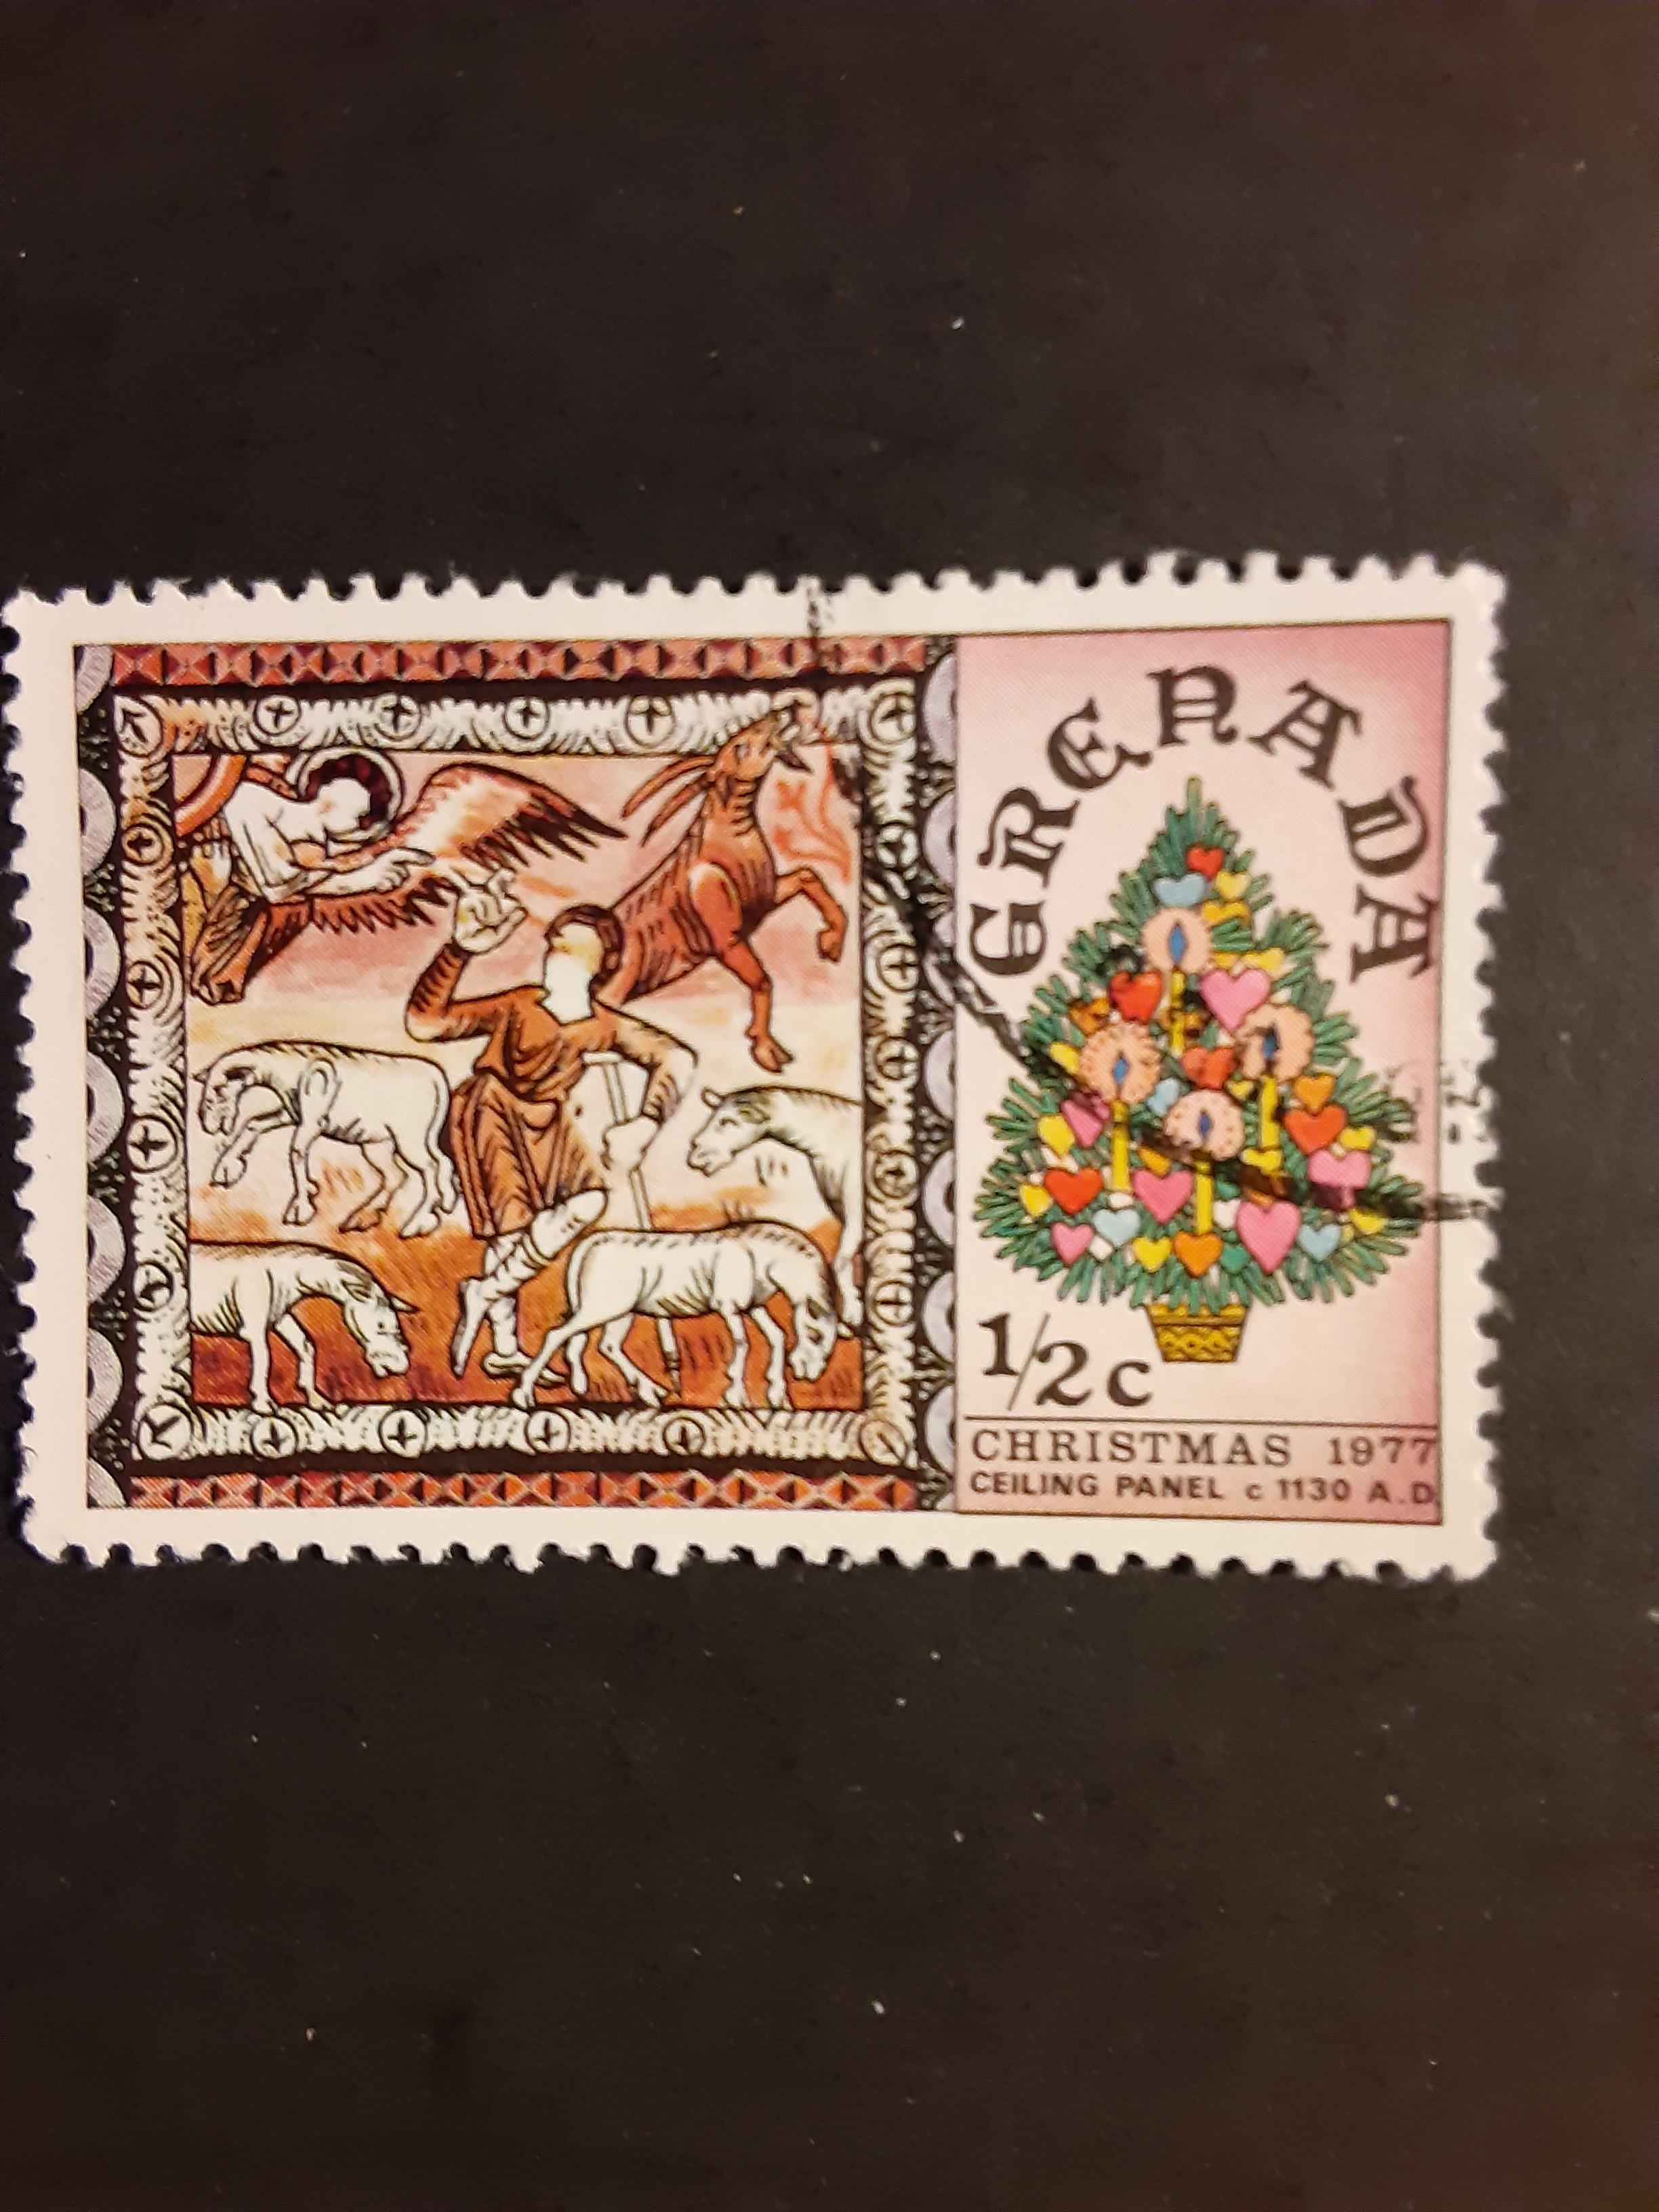 GRENADA
1/2c
CHRISTMAS 1977
CEILING PANEL c 1130 A.D.